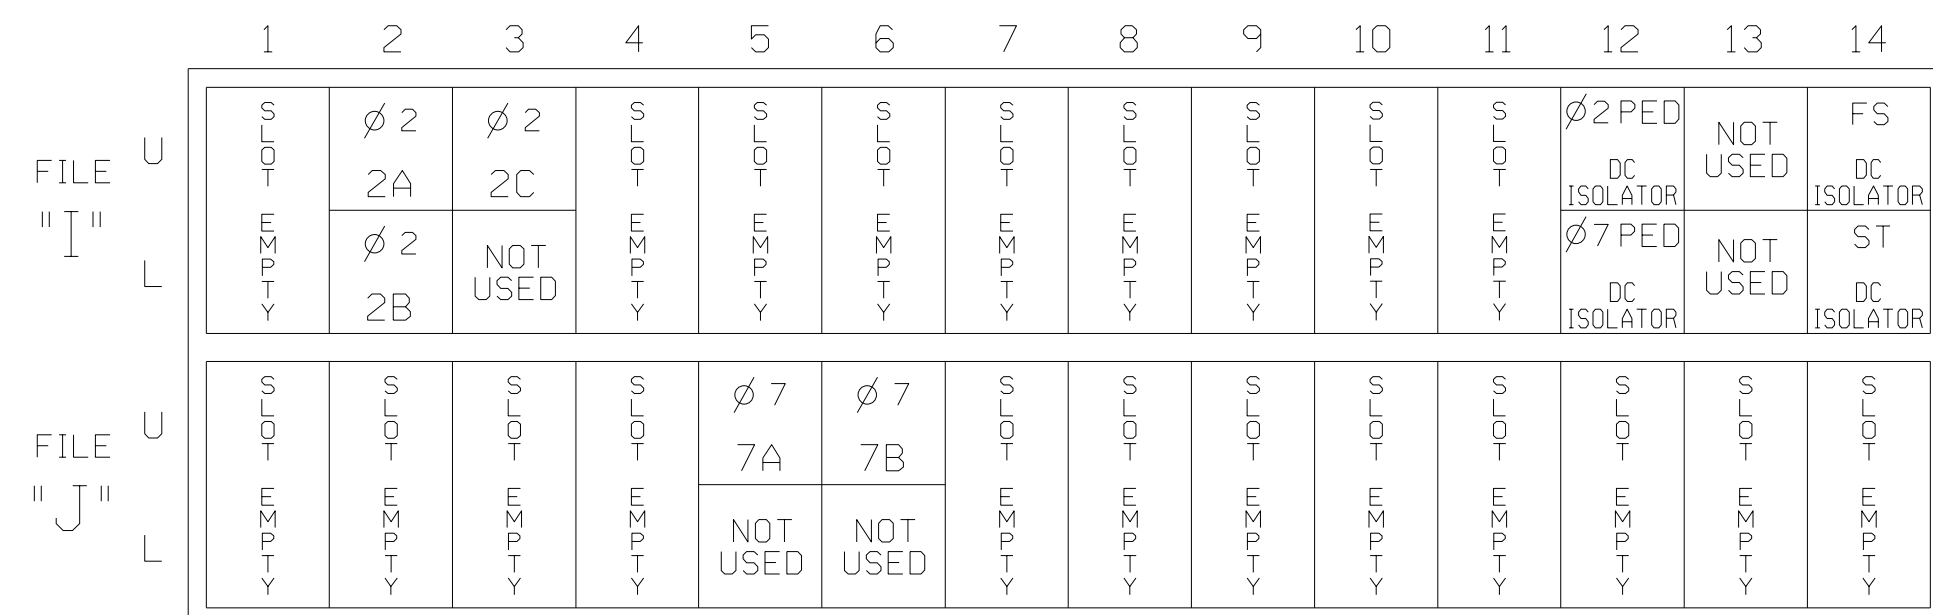 1 2 3 4 5 6 7 8 9 10 11 12 13 14
FILE "I"
U
L
SLOT EMPTY
Ø 2 2A
Ø 2 2B
Ø 2 2C
NOT USED
SLOT EMPTY
SLOT EMPTY
SLOT EMPTY
SLOT EMPTY
SLOT EMPTY
SLOT EMPTY
SLOT EMPTY
SLOT EMPTY
Ø2 PED
DC
ISOLATOR
Ø7 PED
DC
ISOLATOR
NOT
USED
NOT
USED
FS
DC
ISOLATOR
ST
DC
ISOLATOR
FILE "J"
U
L
SLOT EMPTY
SLOT EMPTY
SLOT EMPTY
SLOT EMPTY
Ø 7
7A
NOT
USED
Ø 7
7B
NOT
USED
SLOT EMPTY
SLOT EMPTY
SLOT EMPTY
SLOT EMPTY
SLOT EMPTY
SLOT EMPTY
SLOT EMPTY
SLOT EMPTY